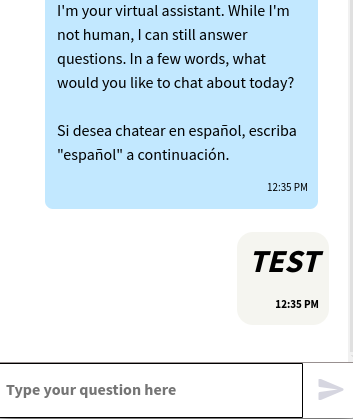 I'm your virtual assistant. While I'm
not human, I can still answer
questions. In a few words, what
would you like to chat about today?
Si desea chatear en español, escriba
"español" a continuación.
12:35 PM
TEST
12:35 PM
Type your question here